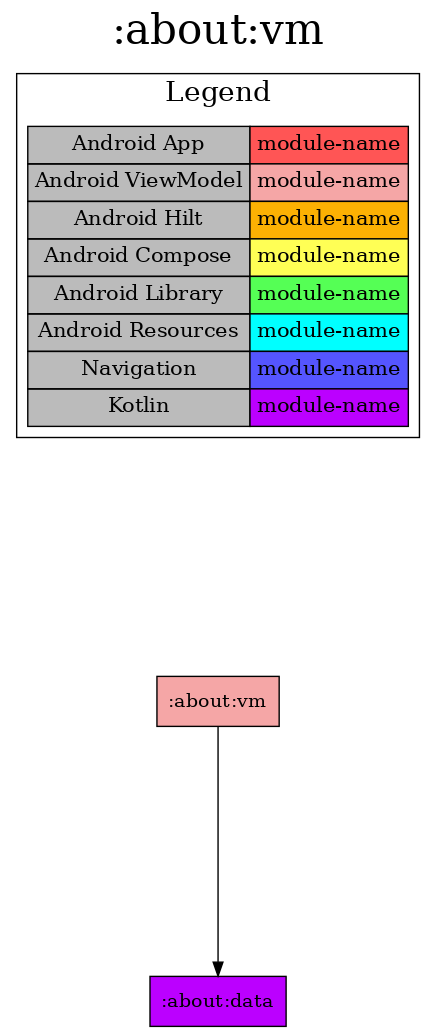 :about:vm
Legend
Android App module-name
Android ViewModel module-name
Android Hilt module-name
Android Compose module-name
Android Library module-name
Android Resources module-name
Navigation module-name
Kotlin module-name
:about:vm
:about:data